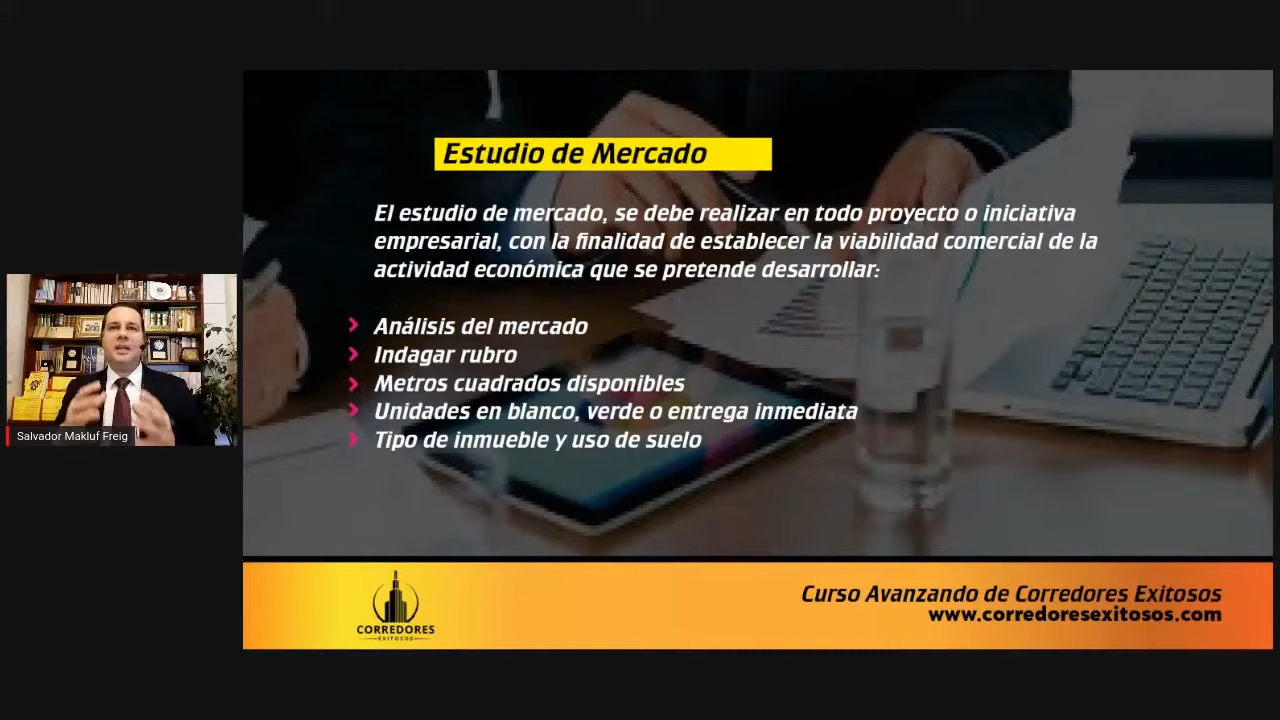 Estudio de Mercado
El estudio de mercado, se debe realizar en todo proyecto o iniciativa
empresarial, con la finalidad de establecer la viabilidad comercial de la
actividad económica que se pretende desarrollar:
Análisis del mercado
Indagar rubro
Metros cuadrados disponibles
Unidades en blanco, verde o entrega inmediata
Tipo de inmueble y uso de suelo
Salvador Makluf Freig
CORREDORES
EXITOSOS
Curso Avanzando de Corredores Exitosos
www.corredoresexitosos.com